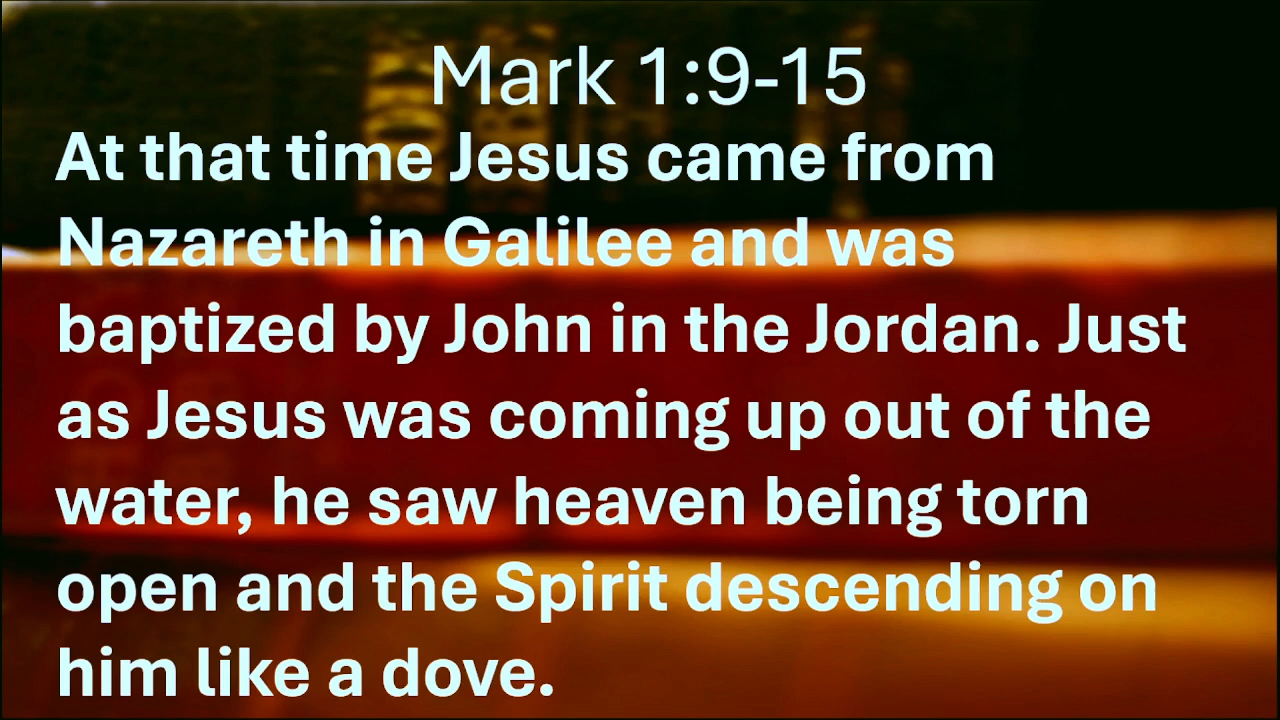 Mark 1:9-15
At that time Jesus came from
Nazareth in Galilee and was
baptized by John in the Jordan. Just
as Jesus was coming up out of the
water, he saw heaven being torn
open and the Spirit descending on
him like a dove.